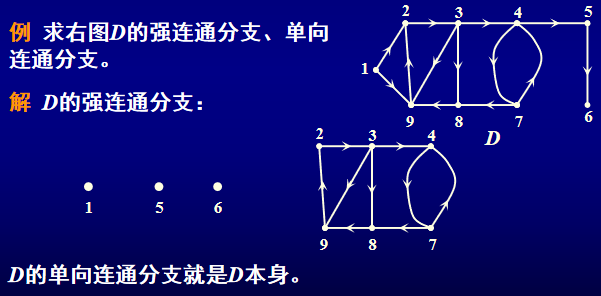 例 求右图D的强连通分支、单向
连通分支。
解 D的强连通分支：
2 3 4 5
1
9 8 7 6
D
2 3 4
1 5 6
9 8 7
D的单向连通分支就是D本身。